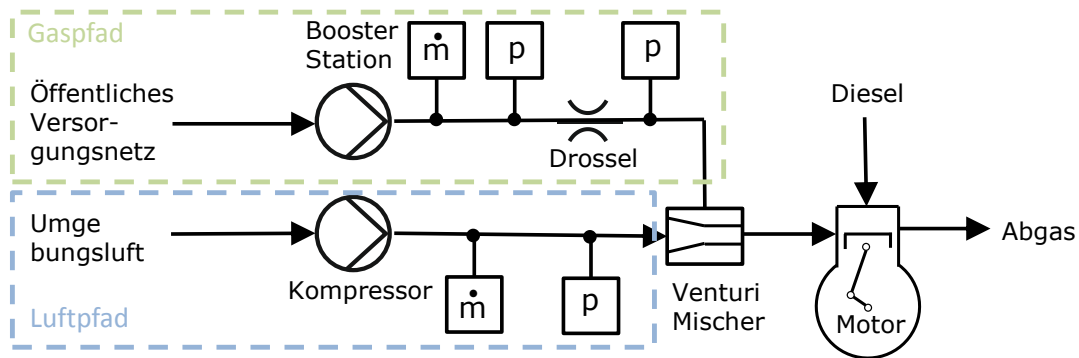 Gaspfad
Booster
Station
ṁ
p
p
Öffentliches
Versor-
gungsnetz
Drossel
Diesel
Umge
bungsluft
Kompressor
ṁ
p
Venturi
Mischer
Motor
Abgas
Luftpfad